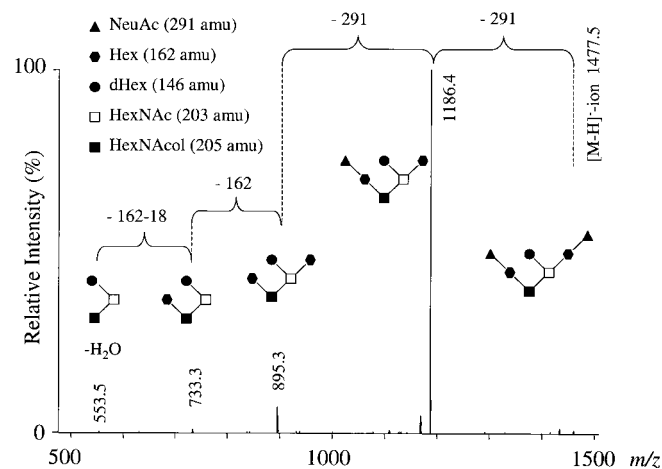 - 291
- 291
NeuAc (291 amu)
Hex (162 amu)
dHex (146 amu)
HexNAc (203 amu)
HexNAcol (205 amu)
100
1186.4
[M-H]⁻-ion 1477.5
Relative Intensity (%)
- 162
- 162-18
-H₂O
553.5
733.3
895.3
0
500
1000
1500
m/z